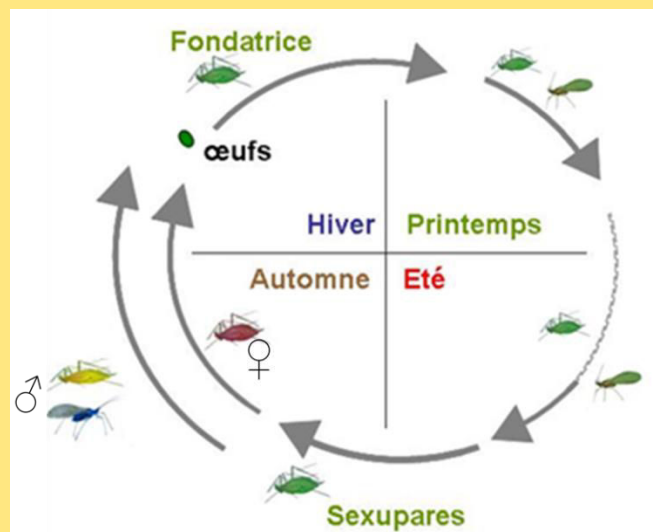 Fondatrice
œufs
Hiver
Printemps
Automne
Eté
♀
♂
Sexupares